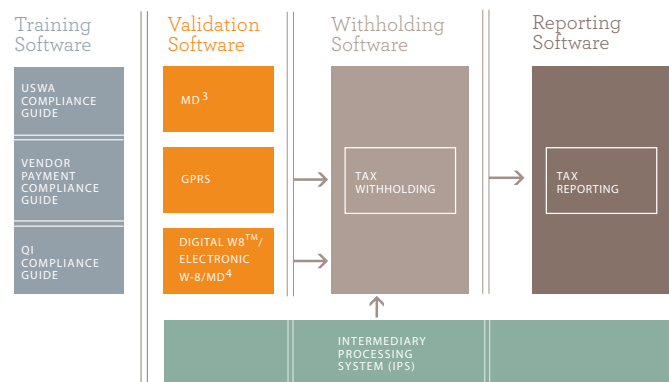 Training
Software
USWA
COMPLIANCE
GUIDE
VENDOR
PAYMENT
COMPLIANCE
GUIDE
QI
COMPLIANCE
GUIDE
Validation
Software
MD³
GPRS
DIGITAL W8™/
ELECTRONIC
W-8/MD⁴
Withholding
Software
TAX
WITHHOLDING
Reporting
Software
TAX
REPORTING
INTERMEDIARY
PROCESSING
SYSTEM (IPS)